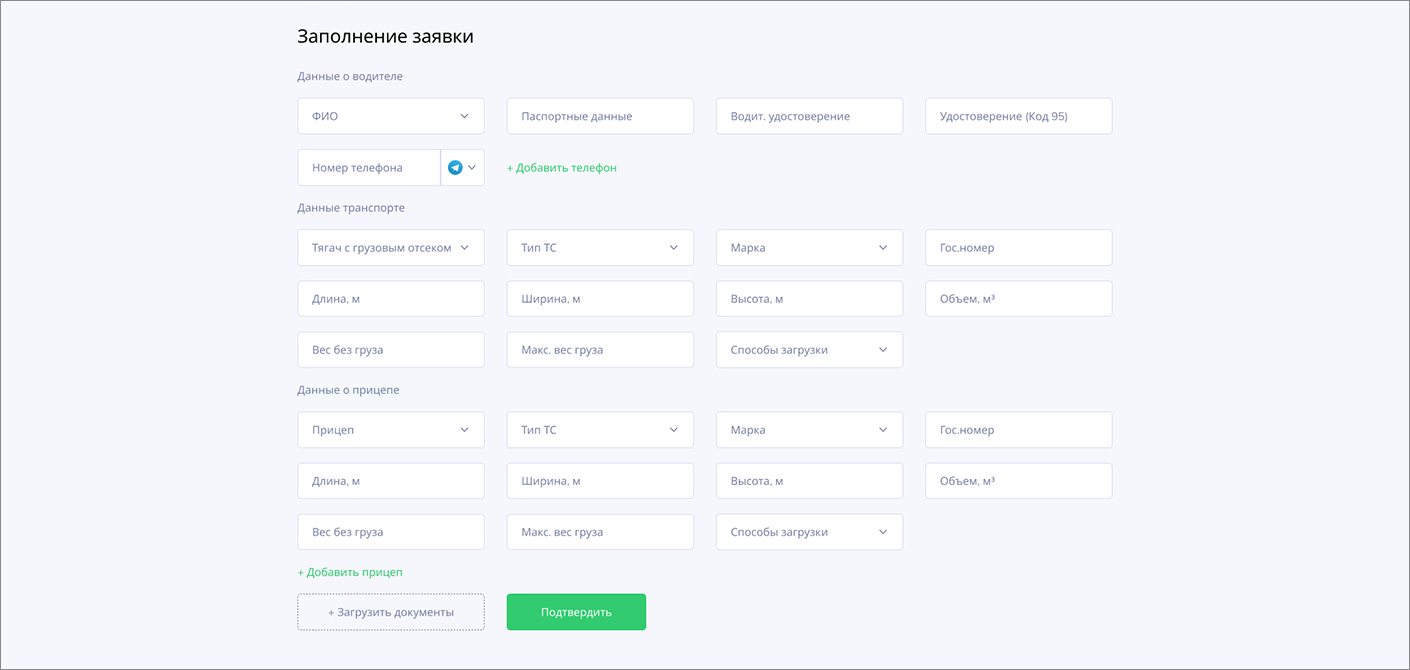 Заполнение заявки
Данные о водителе
ФИО
Паспортные данные
Водит. удостоверение
Удостоверение (Код 95)
Номер телефона
+ Добавить телефон
Данные транспорте
Тягач с грузовым отсеком
Тип ТС
Марка
Гос.номер
Длина, м
Ширина, м
Высота, м
Объем, м³
Вес без груза
Макс. вес груза
Способы загрузки
Данные о прицепе
Прицеп
Тип ТС
Марка
Гос.номер
Длина, м
Ширина, м
Высота, м
Объем, м³
Вес без груза
Макс. вес груза
Способы загрузки
+ Добавить прицеп
+ Загрузить документы
Подтвердить